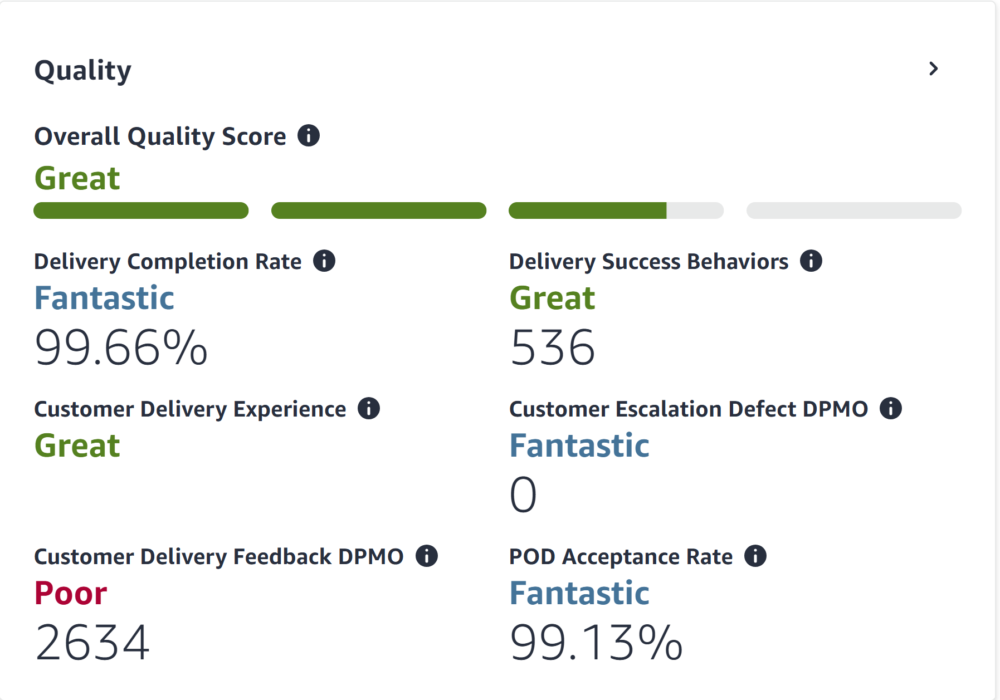 Quality
Overall Quality Score
Great
Delivery Completion Rate
Fantastic
99.66%
Delivery Success Behaviors
Great
536
Customer Delivery Experience
Great
Customer Escalation Defect DPMO
Fantastic
0
Customer Delivery Feedback DPMO
Poor
2634
POD Acceptance Rate
Fantastic
99.13%